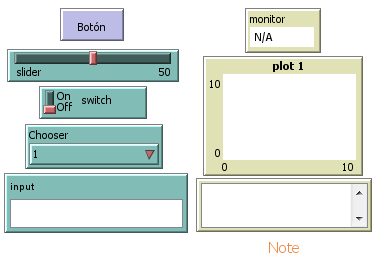 Botón
slider 50
On
Off
switch
Chooser
1
input
monitor
N/A
plot 1
10
0
0 10
Note